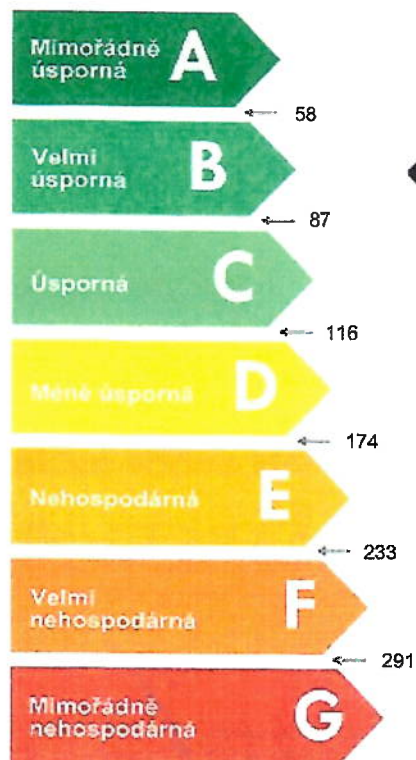 Mimořádně
úsporná
A
58
Velmi
úsporná
B
87
Úsporná
C
116
Méně úsporná
D
174
Nehospodárná
E
233
Velmi
nehospodárná
F
291
Mimořádně
nehospodárná
G